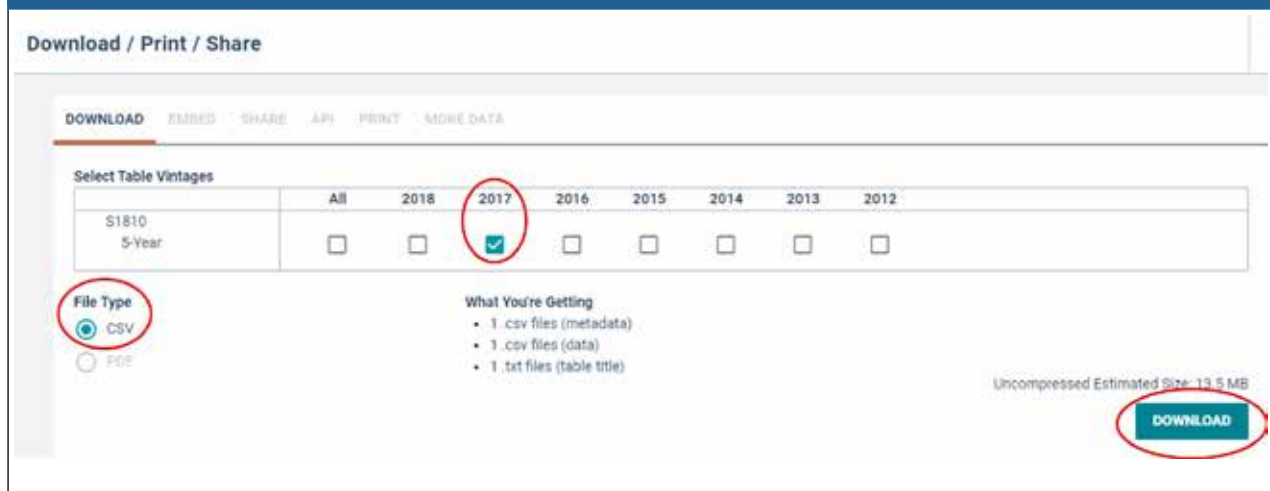 Download / Print / Share
DOWNLOAD EMBED SHARE API PRINT MORE DATA
Select Table Vintages
All 2018 2017 2016 2015 2014 2013 2012
S1810
5-Year
File Type
CSV
PDF
What You're Getting
1 .csv files (metadata)
1 .csv files (data)
1 .txt files (table title)
Uncompressed Estimated Size: 13.5 MB
DOWNLOAD